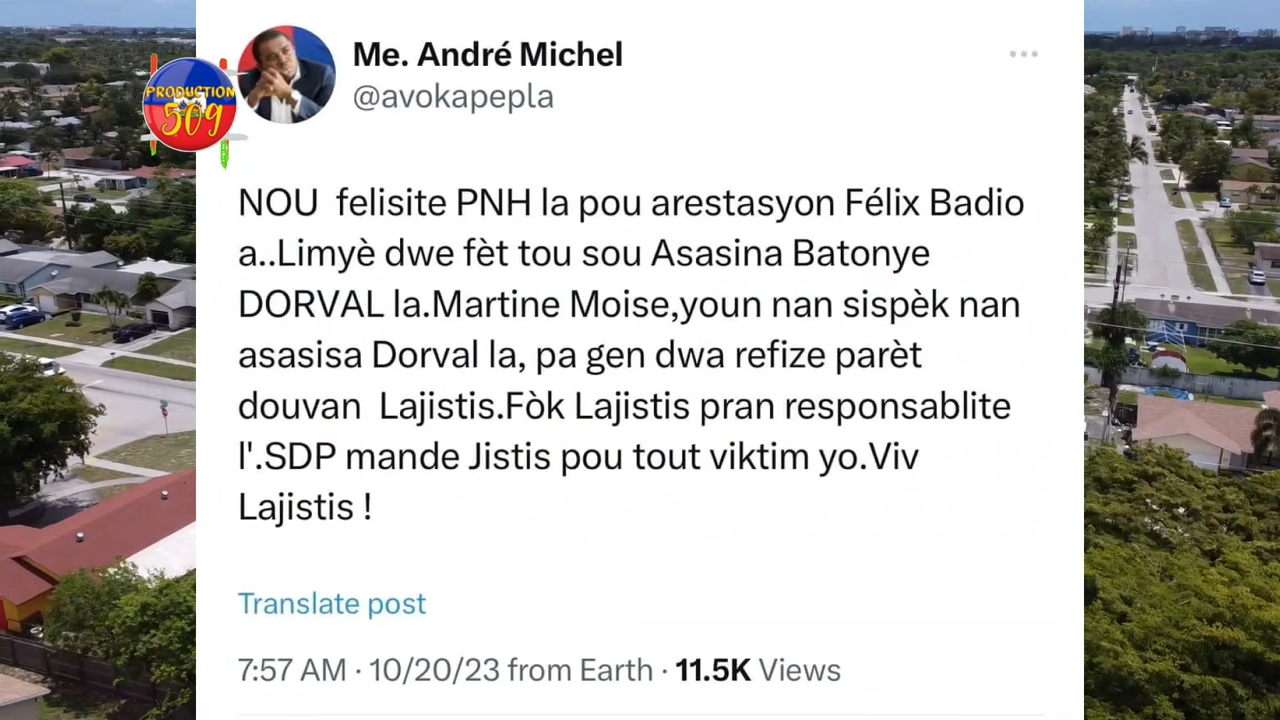 Me. André Michel
@avokapepla
PRODUCTION
509
NOU felisite PNH la pou arestasyon Félix Badio
a..Limyè dwe fèt tou sou Asasina Batonye
DORVAL la.Martine Moise,youn nan sispèk nan
asasisa Dorval la, pa gen dwa refize parèt
douvan Lajistis.Fòk Lajistis pran responsablite
l'.SDP mande Jistis pou tout viktim yo.Viv
Lajistis !
Translate post
7:57 AM · 10/20/23 from Earth · 11.5K Views